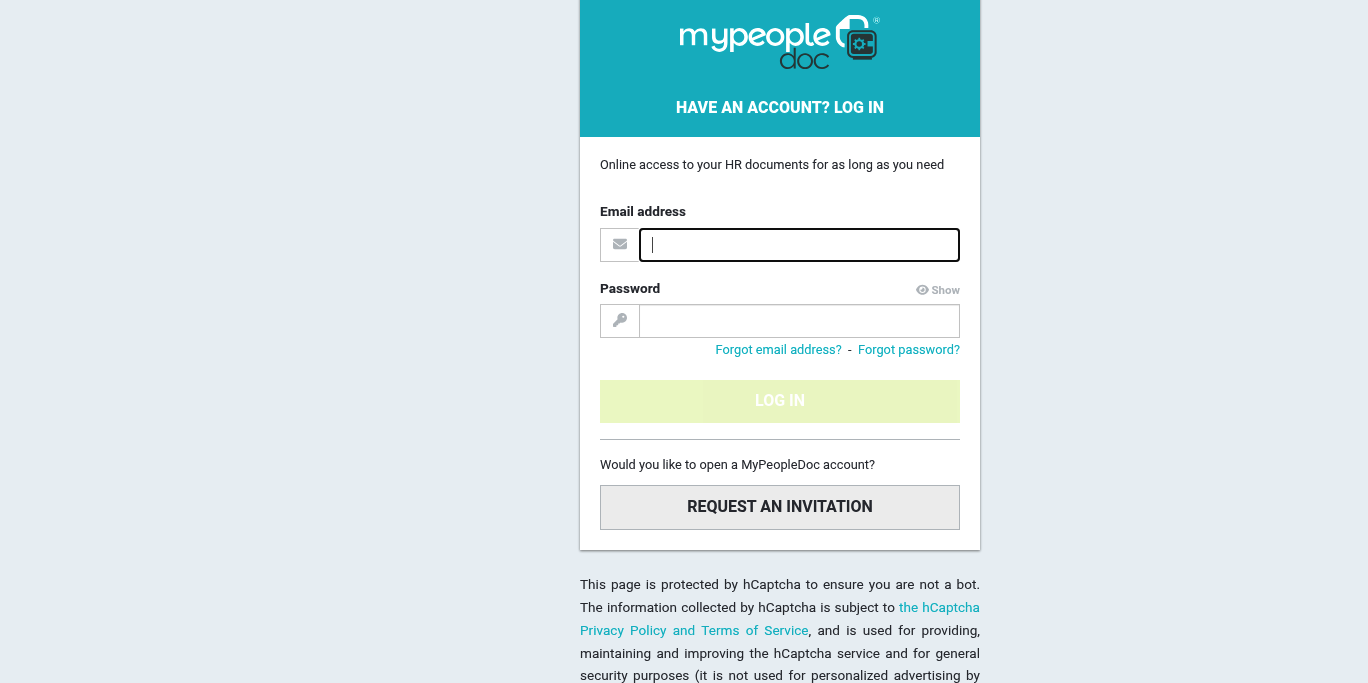 mypeople
doc ®
HAVE AN ACCOUNT? LOG IN
Online access to your HR documents for as long as you need
Email address
Password Show
Forgot email address? - Forgot password?
LOG IN
Would you like to open a MyPeopleDoc account?
REQUEST AN INVITATION
This page is protected by hCaptcha to ensure you are not a bot.
The information collected by hCaptcha is subject to the hCaptcha
Privacy Policy and Terms of Service, and is used for providing,
maintaining and improving the hCaptcha service and for general
security purposes (it is not used for personalized advertising by